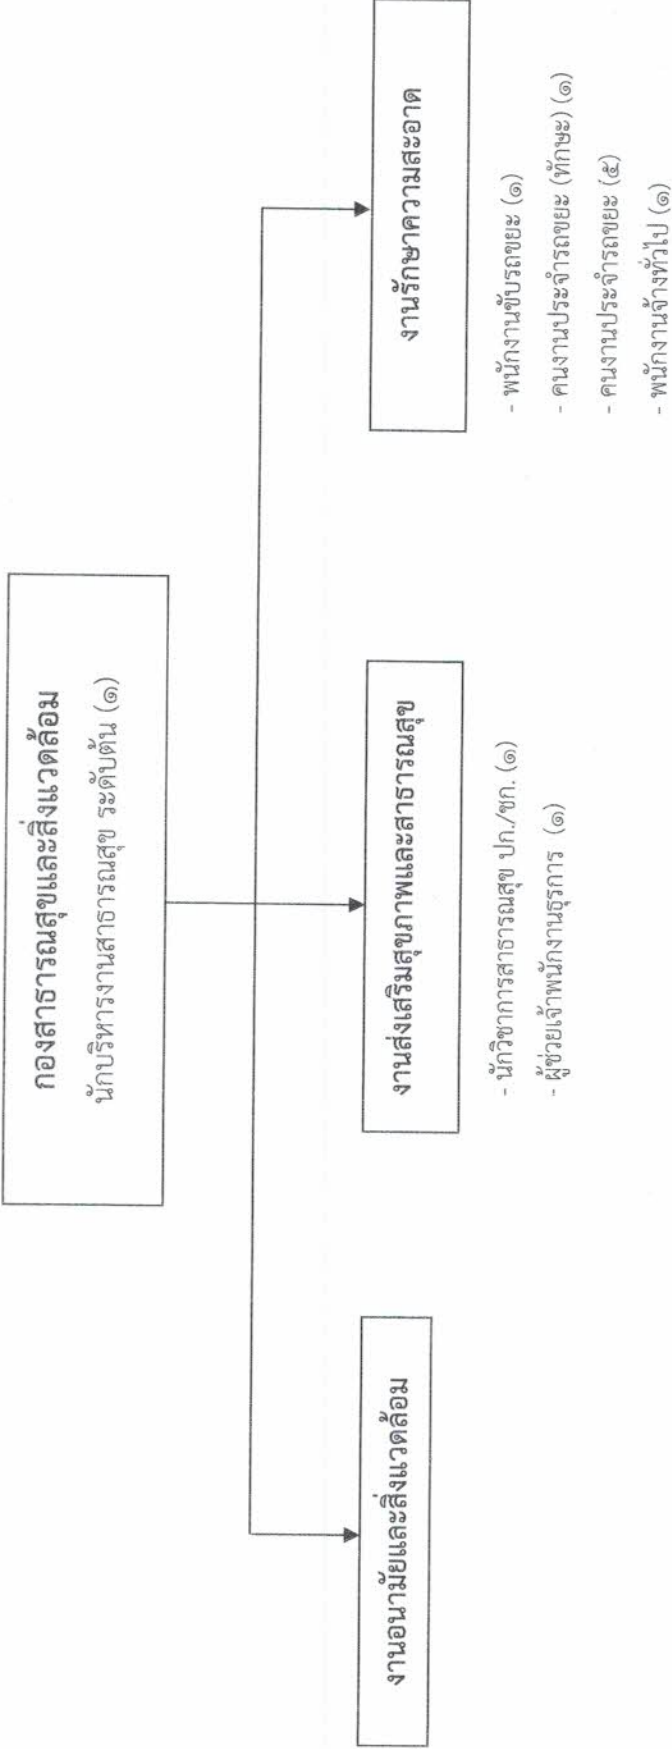 กองสาธารณสุขและสิ่งแวดล้อม
นักบริหารงานสาธารณสุข ระดับต้น (๑)
งานอนามัยและสิ่งแวดล้อม
งานส่งเสริมสุขภาพและสาธารณสุข
- นักวิชาการสาธารณสุข ปก./ชก. (๑)
- ผู้ช่วยเจ้าพนักงานธุรการ (๑)
งานรักษาความสะอาด
- พนักงานขับรถขยะ (๑)
- คนงานประจำรถขยะ (ทักษะ) (๑)
- คนงานประจำรถขยะ (๕)
- พนักงานจ้างทั่วไป (๑)